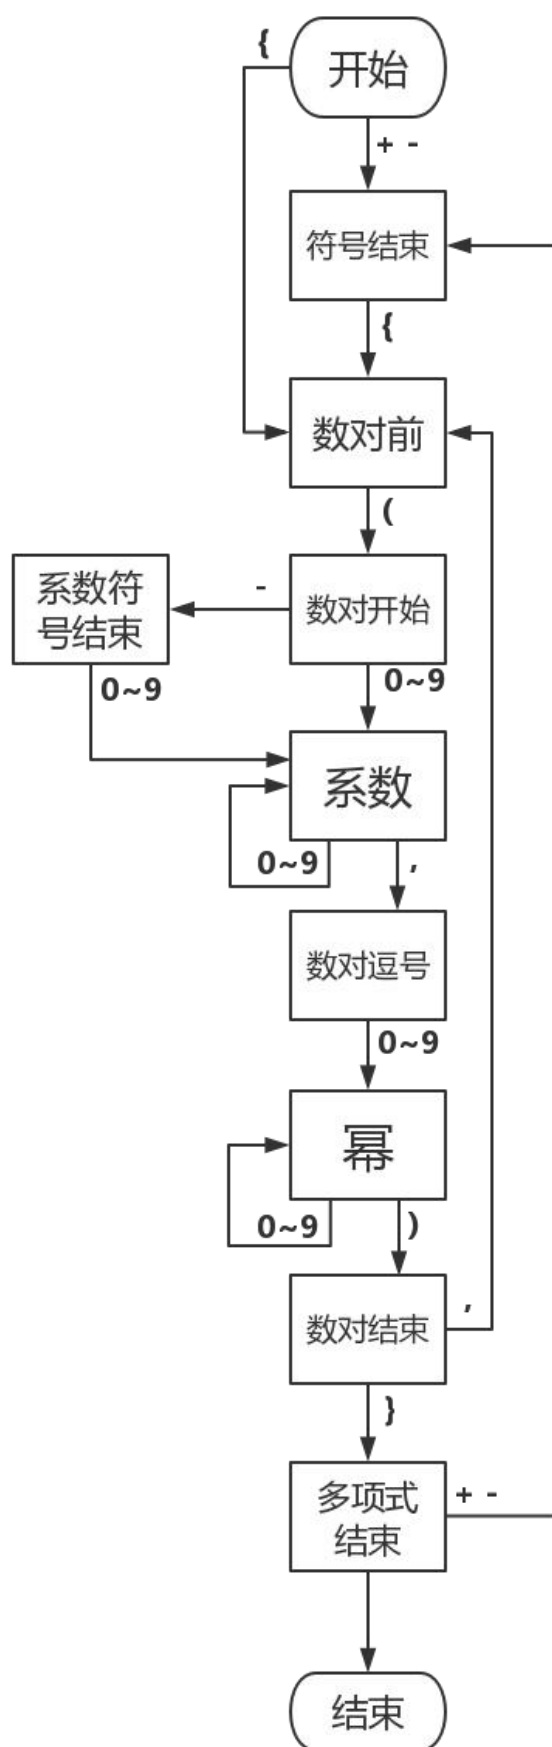 {
开始
+ -
符号结束
{
数对前
(
系数符
号结束
-
数对开始
0~9
0~9
系数
0~9
,
数对逗号
0~9
幂
0~9
)
数对结束
,
}
多项式
结束
+ -
结束